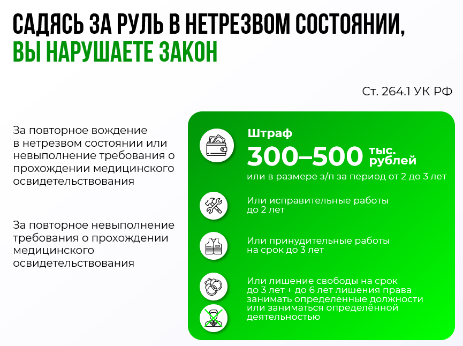 САДЯСЬ ЗА РУЛЬ В НЕТРЕЗВОМ СОСТОЯНИИ,
ВЫ НАРУШАЕТЕ ЗАКОН
Ст. 264.1 УК РФ
За повторное вождение
в нетрезвом состоянии или
невыполнение требования о
прохождении медицинского
освидетельствования
За повторное невыполнение
требования о прохождении
медицинского
освидетельствования
Штраф
300–500 тыс.
рублей
или в размере з/п за период от 2 до 3 лет
Или исправительные работы
до 2 лет
Или принудительные работы
на срок до 3 лет
Или лишение свободы на срок
до 3 лет + до 6 лет лишения права
занимать определенные должности
или заниматься определённой
деятельностью